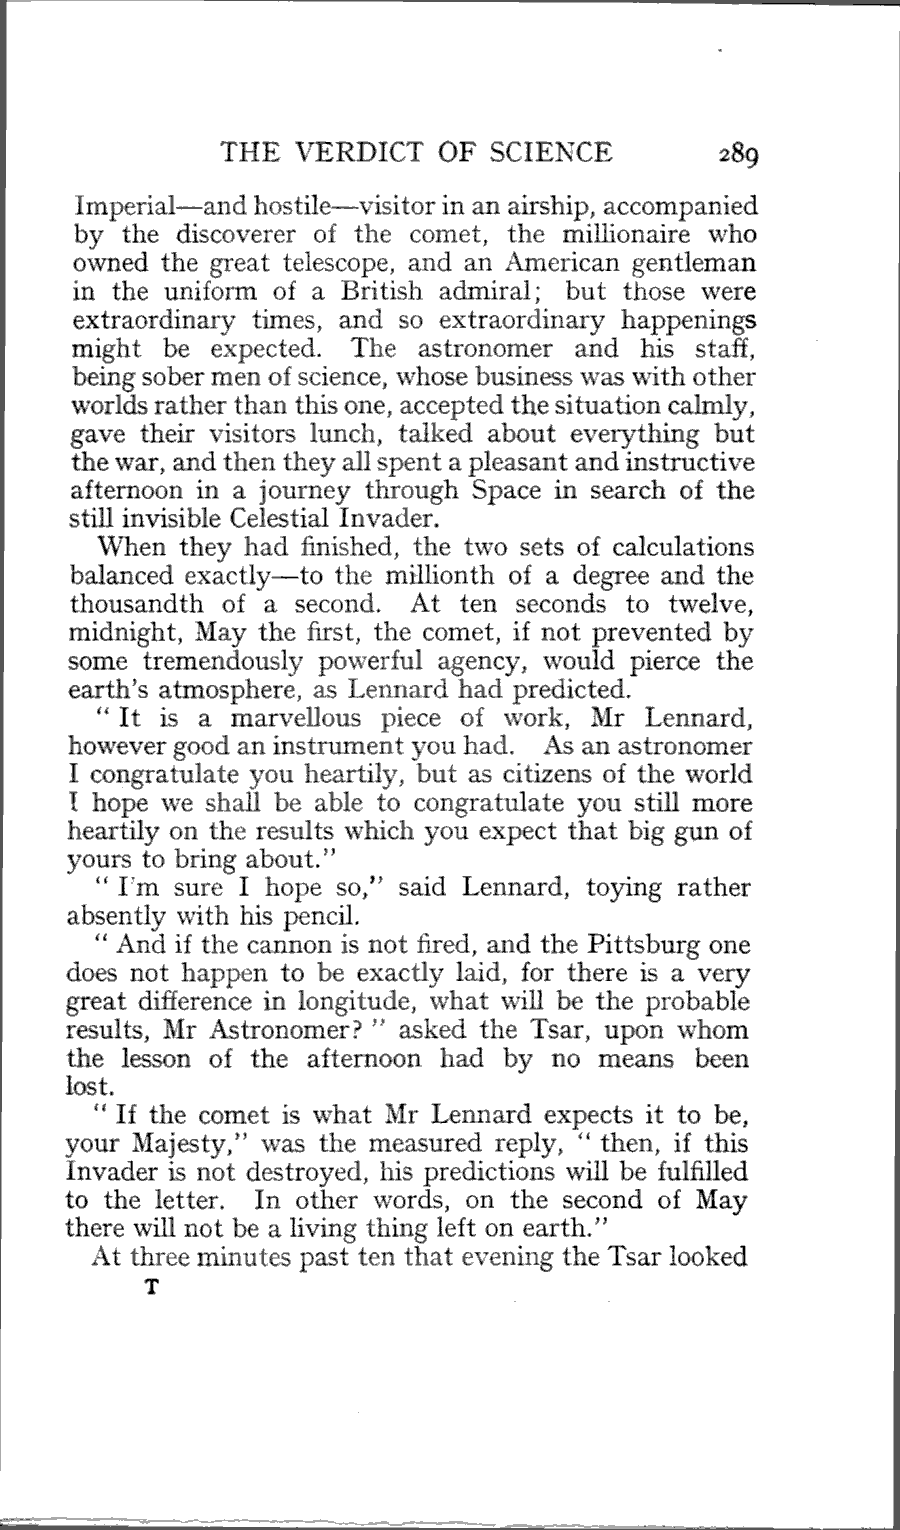 THE VERDICT OF SCIENCE 289
Imperial—and hostile—visitor in an airship, accompanied
by the discoverer of the comet, the millionaire who
owned the great telescope, and an American gentleman
in the uniform of a British admiral; but those were
extraordinary times, and so extraordinary happenings
might be expected. The astronomer and his staff,
being sober men of science, whose business was with other
worlds rather than this one, accepted the situation calmly,
gave their visitors lunch, talked about everything but
the war, and then they all spent a pleasant and instructive
afternoon in a journey through Space in search of the
still invisible Celestial Invader.
When they had finished, the two sets of calculations
balanced exactly—to the millionth of a degree and the
thousandth of a second. At ten seconds to twelve,
midnight, May the first, the comet, if not prevented by
some tremendously powerful agency, would pierce the
earth's atmosphere, as Lennard had predicted.
“ It is a marvellous piece of work, Mr Lennard,
however good an instrument you had. As an astronomer
I congratulate you heartily, but as citizens of the world
I hope we shall be able to congratulate you still more
heartily on the results which you expect that big gun of
yours to bring about.”
“ I'm sure I hope so,” said Lennard, toying rather
absently with his pencil.
“ And if the cannon is not fired, and the Pittsburg one
does not happen to be exactly laid, for there is a very
great difference in longitude, what will be the probable
results, Mr Astronomer? ” asked the Tsar, upon whom
the lesson of the afternoon had by no means been
lost.
“ If the comet is what Mr Lennard expects it to be,
your Majesty,” was the measured reply, “ then, if this
Invader is not destroyed, his predictions will be fulfilled
to the letter. In other words, on the second of May
there will not be a living thing left on earth.”
At three minutes past ten that evening the Tsar looked
T